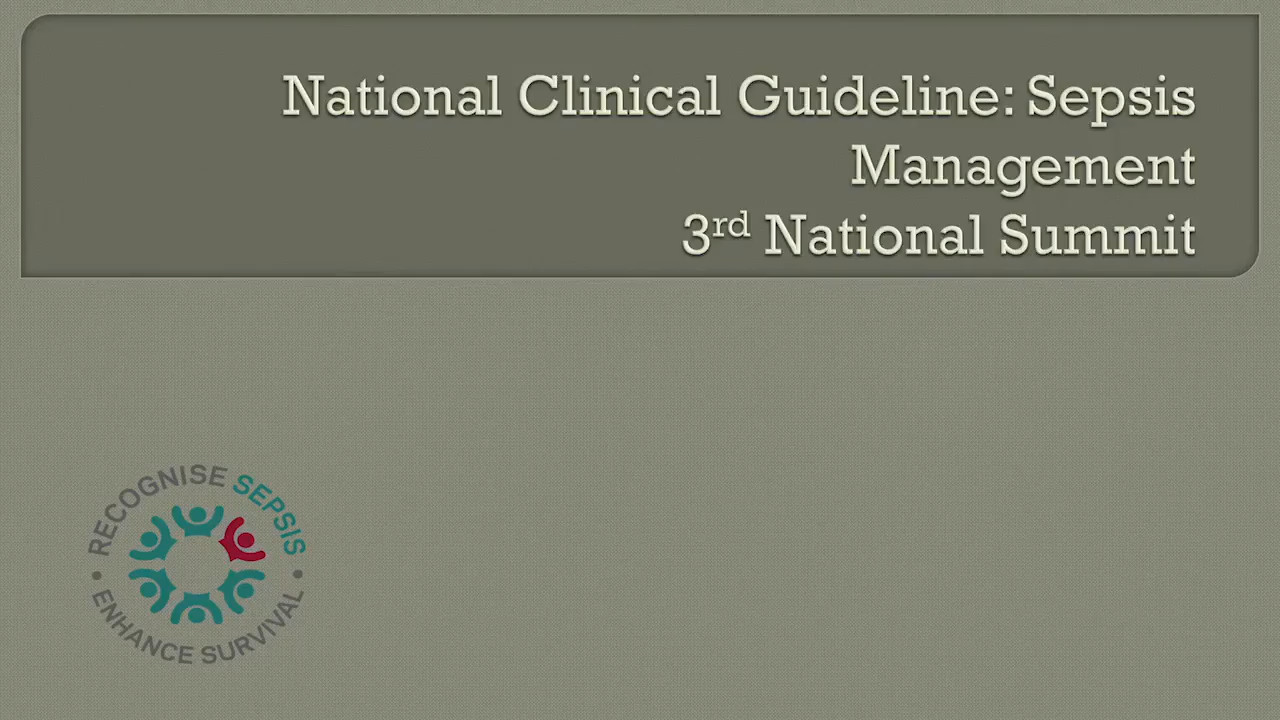 National Clinical Guideline: Sepsis
Management
3rd National Summit
RECOGNISE SEPSIS
• ENHANCE SURVIVAL •